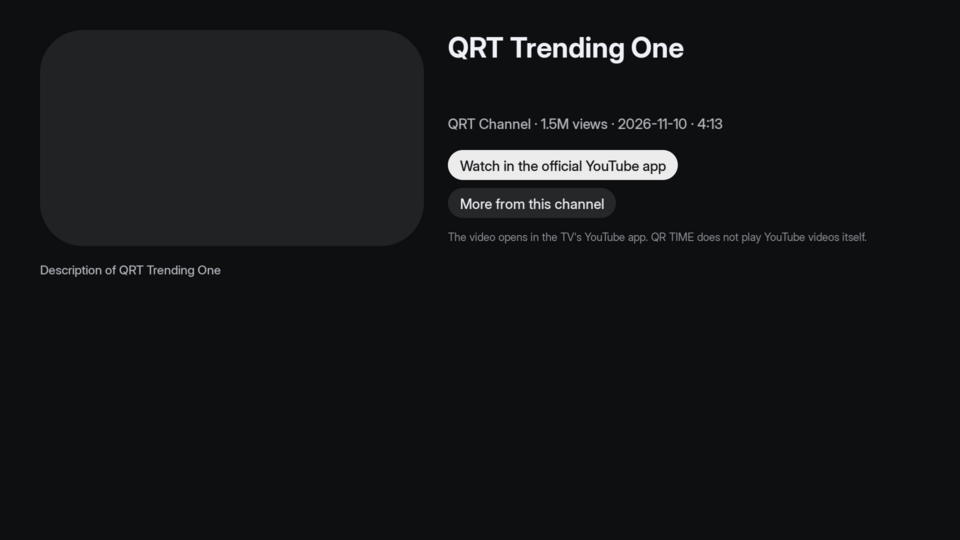 QRT Trending One
QRT Channel · 1.5M views · 2026-11-10 · 4:13
Watch in the official YouTube app
More from this channel
The video opens in the TV's YouTube app. QR TIME does not play YouTube videos itself.
Description of QRT Trending One